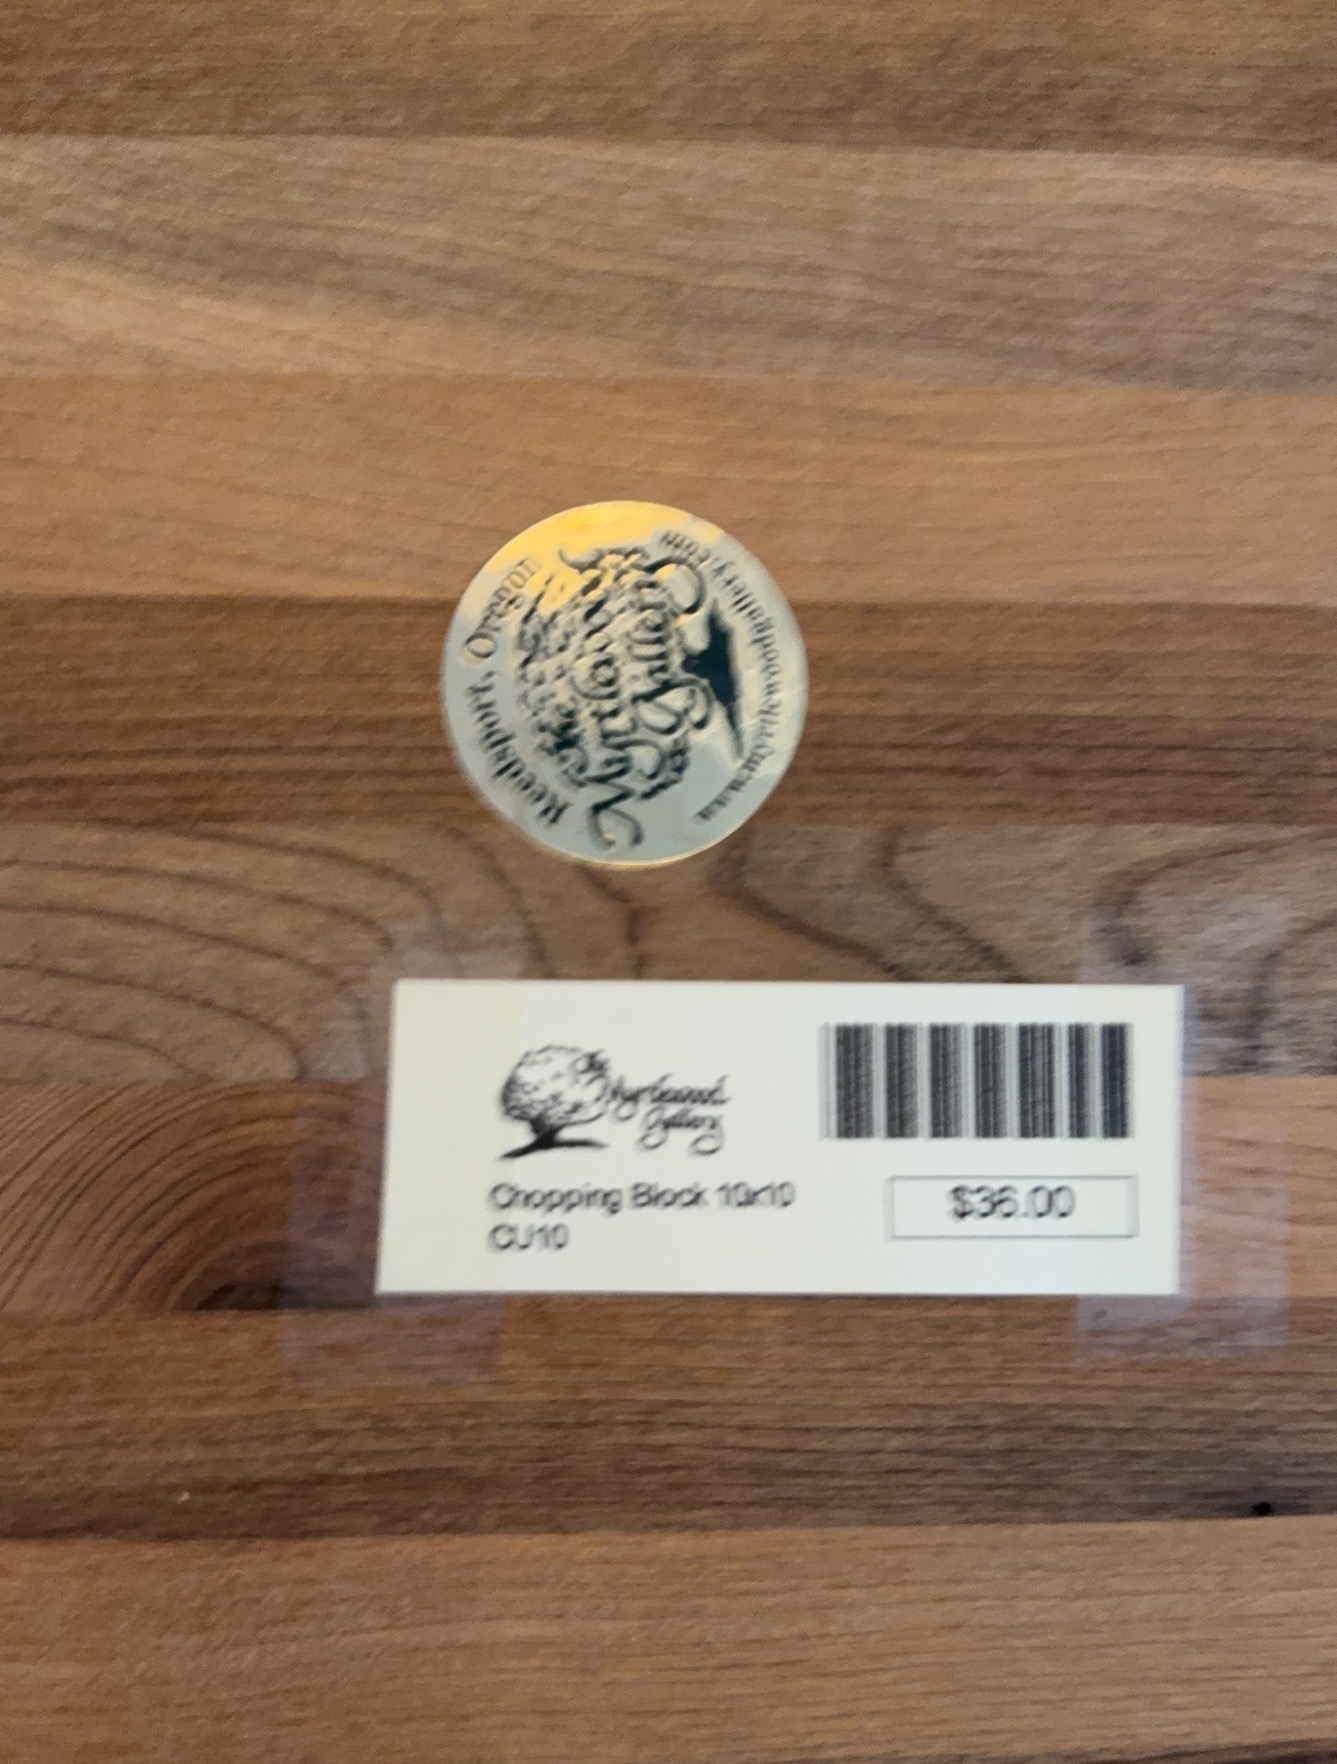 Reedsport, Oregon
The
Myrtlewood
Gallery
www.myrtlewoodgallery.com
The
Myrtlewood
Gallery
Chopping Block 10x10
CU10
$36.00